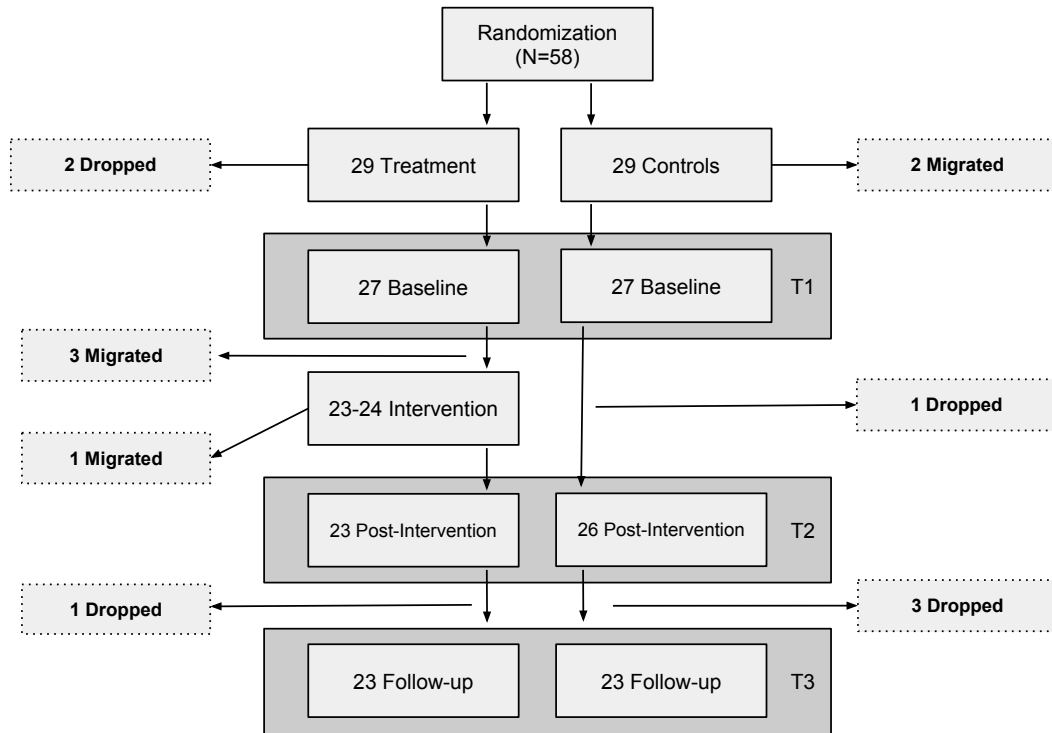 Randomization
(N=58)
2 Dropped
29 Treatment
29 Controls
2 Migrated
27 Baseline
27 Baseline
T1
3 Migrated
23-24 Intervention
1 Dropped
1 Migrated
23 Post-Intervention
26 Post-Intervention
T2
1 Dropped
3 Dropped
23 Follow-up
23 Follow-up
T3